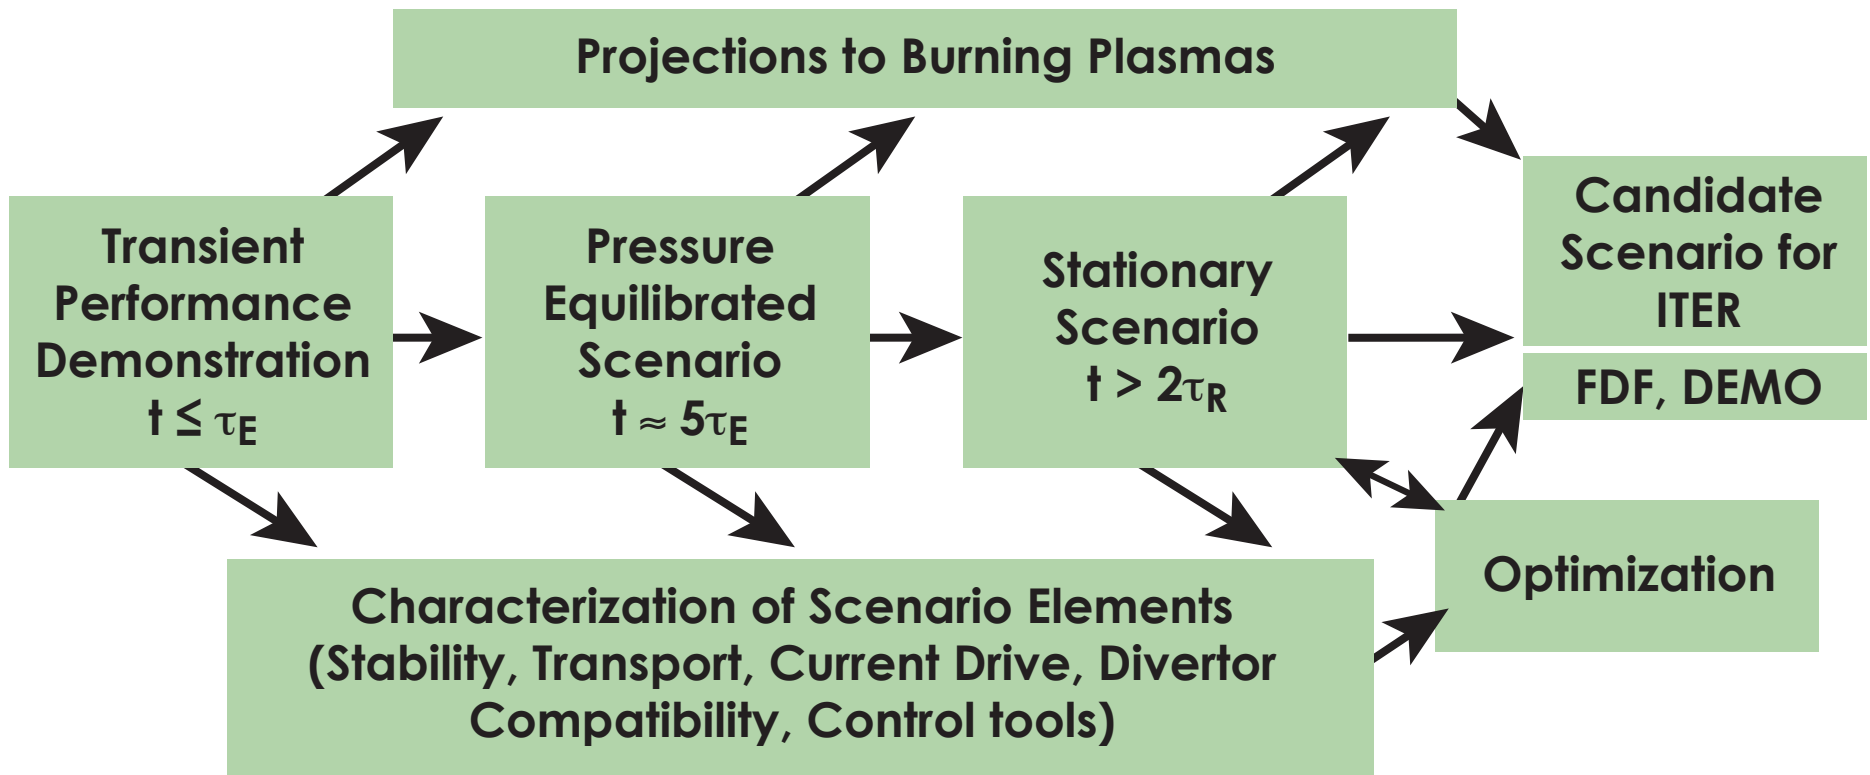 Projections to Burning Plasmas
Transient
Performance
Demonstration
t ≤ τE
Pressure
Equilibrated
Scenario
t ≈ 5τE
Stationary
Scenario
t > 2τR
Candidate
Scenario for
ITER
FDF, DEMO
Optimization
Characterization of Scenario Elements
(Stability, Transport, Current Drive, Divertor
Compatibility, Control tools)